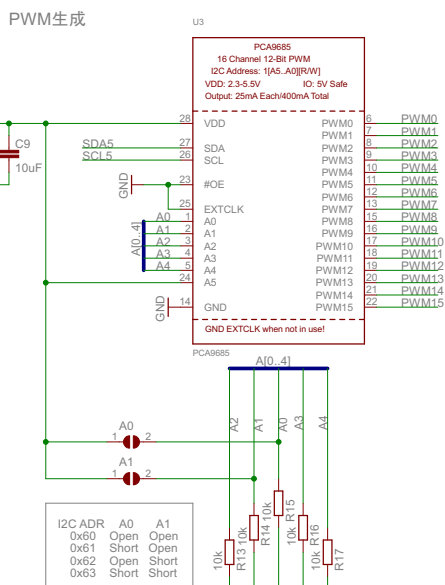 PWM生成
U3
PCA9685
16 Channel 12-Bit PWM
I2C Address: 1[A5..A0][R/W]
VDD: 2.3-5.5V IO: 5V Safe
Output: 25mA Each/400mA Total
28 VDD PWM0 6 PWM0
PWM1 7 PWM1
C9 SDA5 27 SDA PWM2 8 PWM2
SCL5 26 SCL PWM3 9 PWM3
10uF PWM4 10 PWM4
GND 23 #OE PWM5 11 PWM5
PWM6 12 PWM6
25 EXTCLK PWM7 13 PWM7
A[0..4] A0 1 A0 PWM8 15 PWM8
A1 2 A1 PWM9 16 PWM9
A2 3 A2 PWM10 17 PWM10
A3 4 A3 PWM11 18 PWM11
A4 5 A4 PWM12 19 PWM12
24 A5 PWM13 20 PWM13
PWM14 21 PWM14
GND 14 GND PWM15 22 PWM15
GND EXTCLK when not in use!
PCA9685
A[0..4]
A2 A1 A0 A3 A4
A0
1 2
A1
1 2
10k R13 10k R14 10k R15 10k R16 10k R17
I2C ADR A0 A1
0x60 Open Open
0x61 Short Open
0x62 Open Short
0x63 Short Short